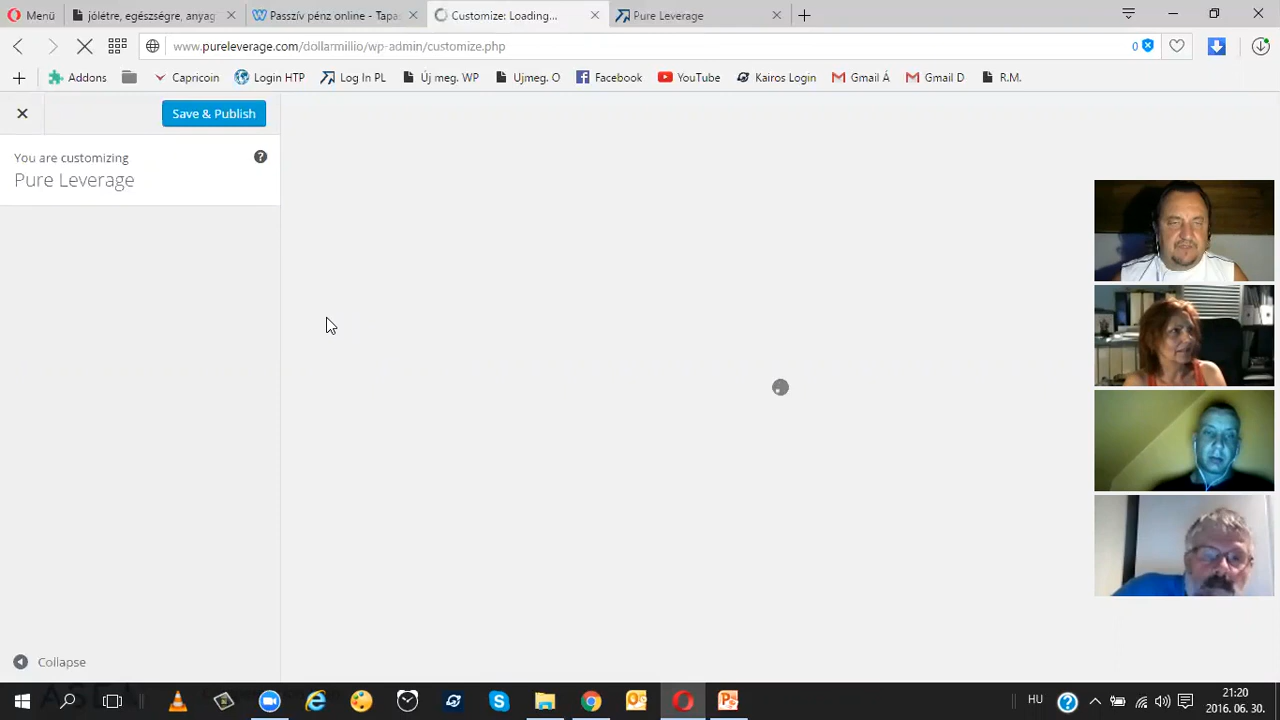 Menü
jólétre, egészségre, anyag
Passzív pénz online - Tapa
Customize: Loading...
Pure Leverage
www.pureleverage.com/dollarmillio/wp-admin/customize.php
0
Addons
Capricoin
Login HTP
Log In PL
Új meg. WP
Ujmeg. O
Facebook
YouTube
Kairos Login
Gmail Á
Gmail D
R.M.
Save & Publish
You are customizing
Pure Leverage
Collapse
HU
21:20
2016. 06. 30.